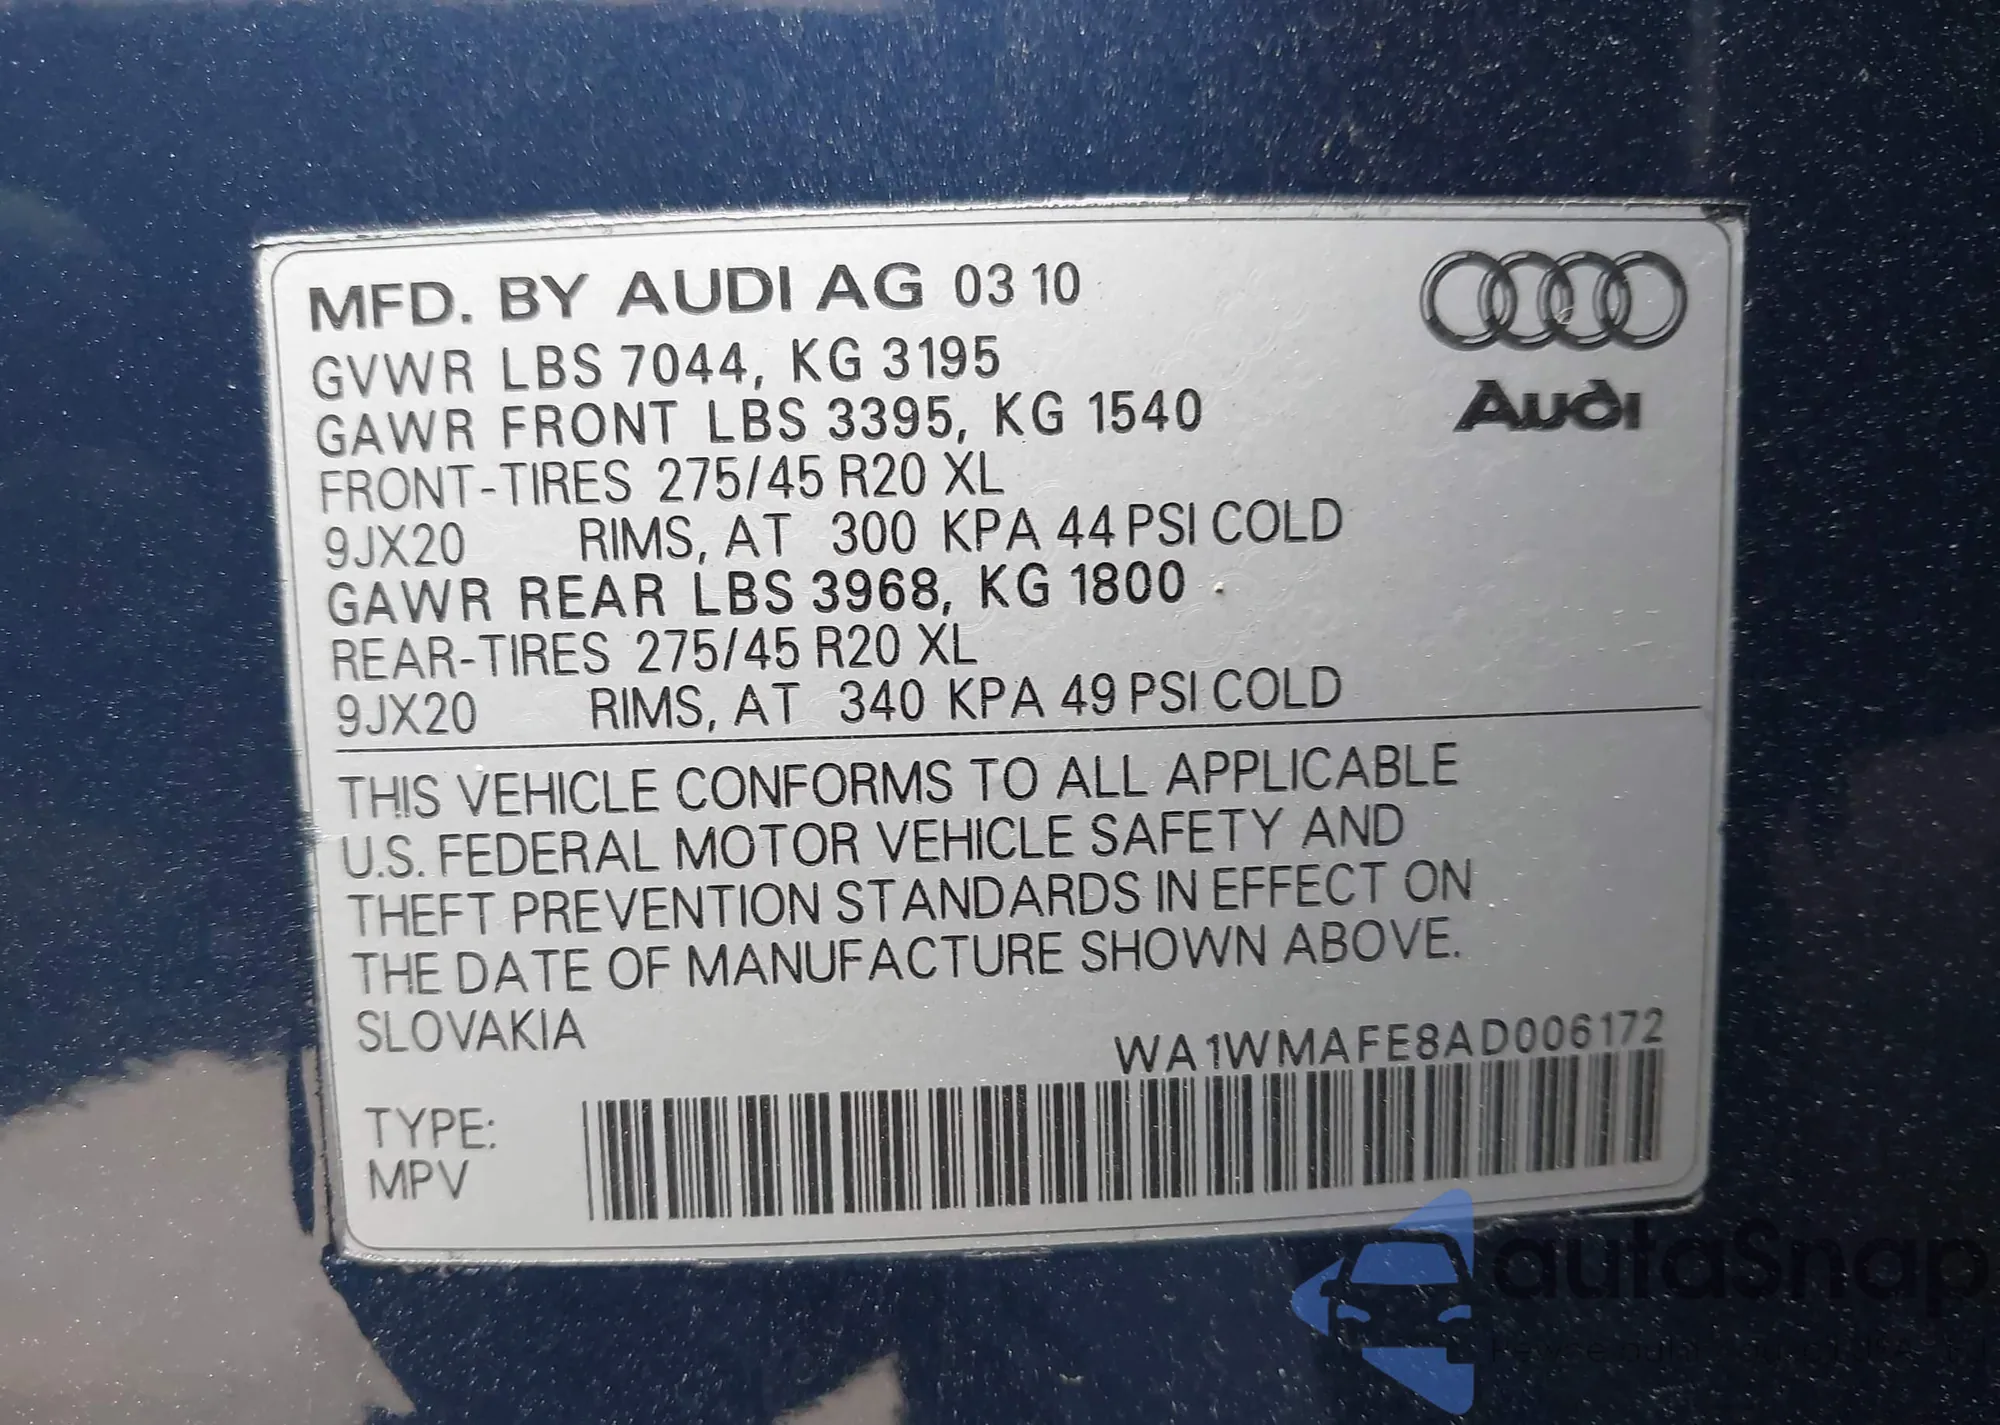 MFD. BY AUDI AG 03 10
GVWR LBS 7044, KG 3195
GAWR FRONT LBS 3395, KG 1540
FRONT-TIRES 275/45 R20 XL
9JX20 RIMS, AT 300 KPA 44 PSI COLD
GAWR REAR LBS 3968, KG 1800
REAR-TIRES 275/45 R20 XL
9JX20 RIMS, AT 340 KPA 49 PSI COLD
Audi
THIS VEHICLE CONFORMS TO ALL APPLICABLE
U.S. FEDERAL MOTOR VEHICLE SAFETY AND
THEFT PREVENTION STANDARDS IN EFFECT ON
THE DATE OF MANUFACTURE SHOWN ABOVE.
SLOVAKIA
WA1WMAFE8AD006172
TYPE:
MPV
autoSnap